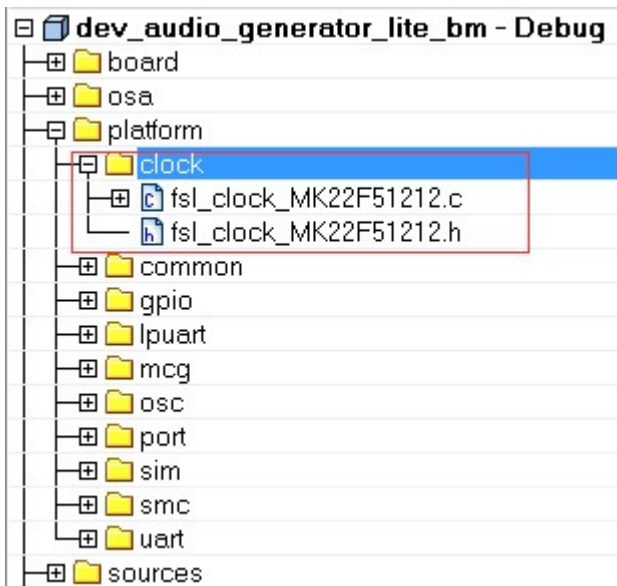 dev_audio_generator_lite_bm - Debug
board
osa
platform
clock
fsl_clock_MK22F51212.c
fsl_clock_MK22F51212.h
common
gpio
lpuart
mcg
osc
port
sim
smc
uart
sources